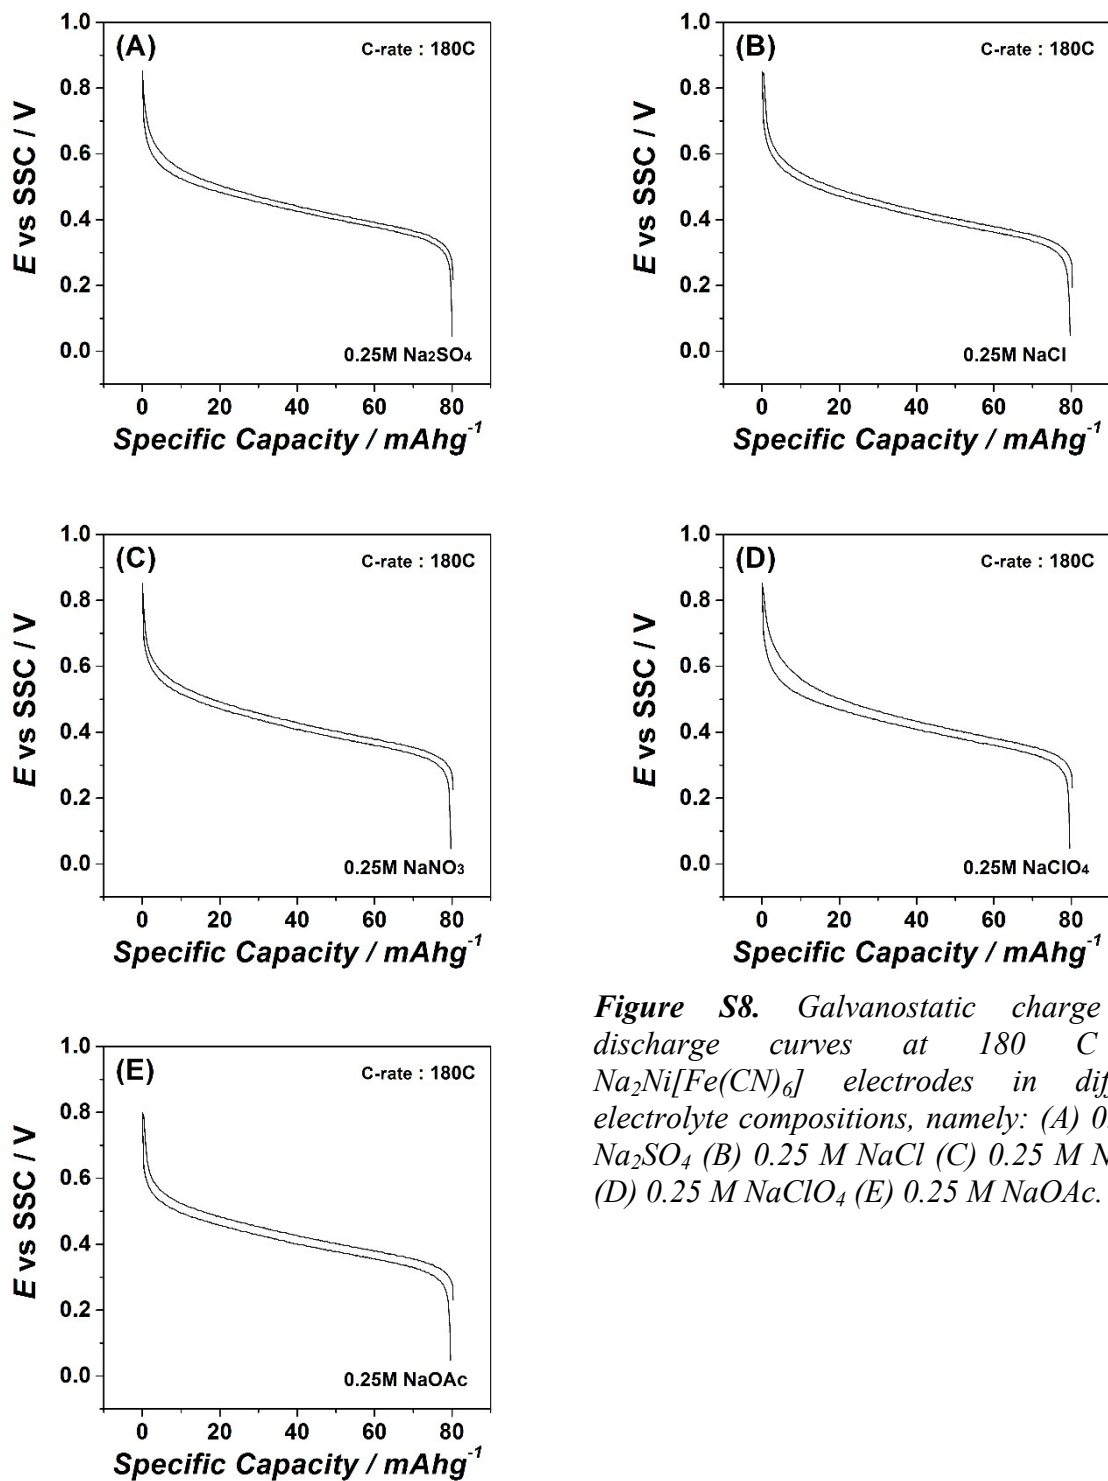 (A)
C-rate : 180C
1.0
0.8
0.6
0.4
0.2
0.0
E vs SSC / V
0.25M Na₂SO₄
0 20 40 60 80
Specific Capacity / mAhg⁻¹
(B)
C-rate : 180C
1.0
0.8
0.6
0.4
0.2
0.0
E vs SSC / V
0.25M NaCl
0 20 40 60 80
Specific Capacity / mAhg⁻¹
(C)
C-rate : 180C
1.0
0.8
0.6
0.4
0.2
0.0
E vs SSC / V
0.25M NaNO₃
0 20 40 60 80
Specific Capacity / mAhg⁻¹
(D)
C-rate : 180C
1.0
0.8
0.6
0.4
0.2
0.0
E vs SSC / V
0.25M NaClO₄
0 20 40 60 80
Specific Capacity / mAhg⁻¹
(E)
C-rate : 180C
1.0
0.8
0.6
0.4
0.2
0.0
E vs SSC / V
0.25M NaOAc
0 20 40 60 80
Specific Capacity / mAhg⁻¹
Figure S8. Galvanostatic charge
discharge curves at 180 C
Na₂Ni[Fe(CN)₆] electrodes in
electrolyte compositions, namely: (A)
Na₂SO₄ (B) 0.25 M NaCl (C) 0.25 M
(D) 0.25 M NaClO₄ (E) 0.25 M NaOAc.